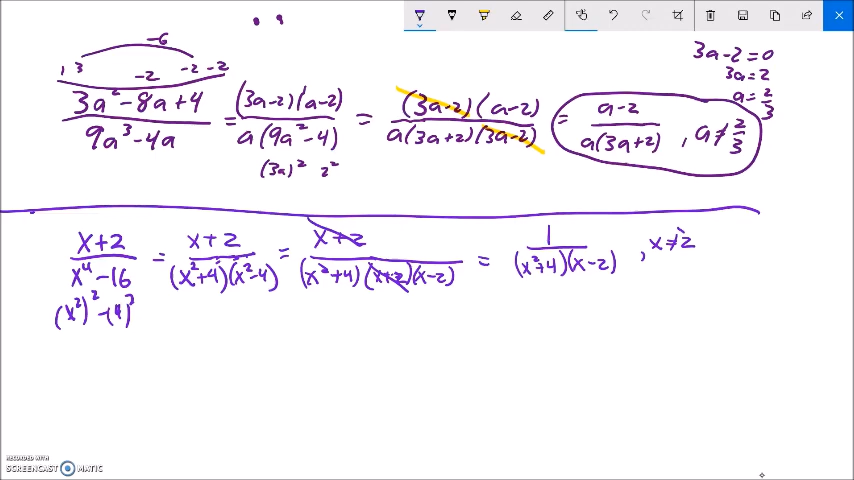 -6
1 3 -2 -2 -2
3a² - 8a + 4 / 9a³ - 4a = (3a-2)(a-2) / a(9a² - 4) = (3a-2)(a-2) / a(3a+2)(3a-2) = a-2 / a(3a+2) , a ≠ 2/3
(3a)² 2²
3a - 2 = 0
3a = 2
a = 2/3
x+2 / x⁴ - 16 = x+2 / (x²+4)(x²-4) = x+2 / (x²+4)(x+2)(x-2) = 1 / (x²+4)(x-2) , x ≠ -2
(x²)² - (4)³
RECORDED WITH
SCREENCAST MATIC